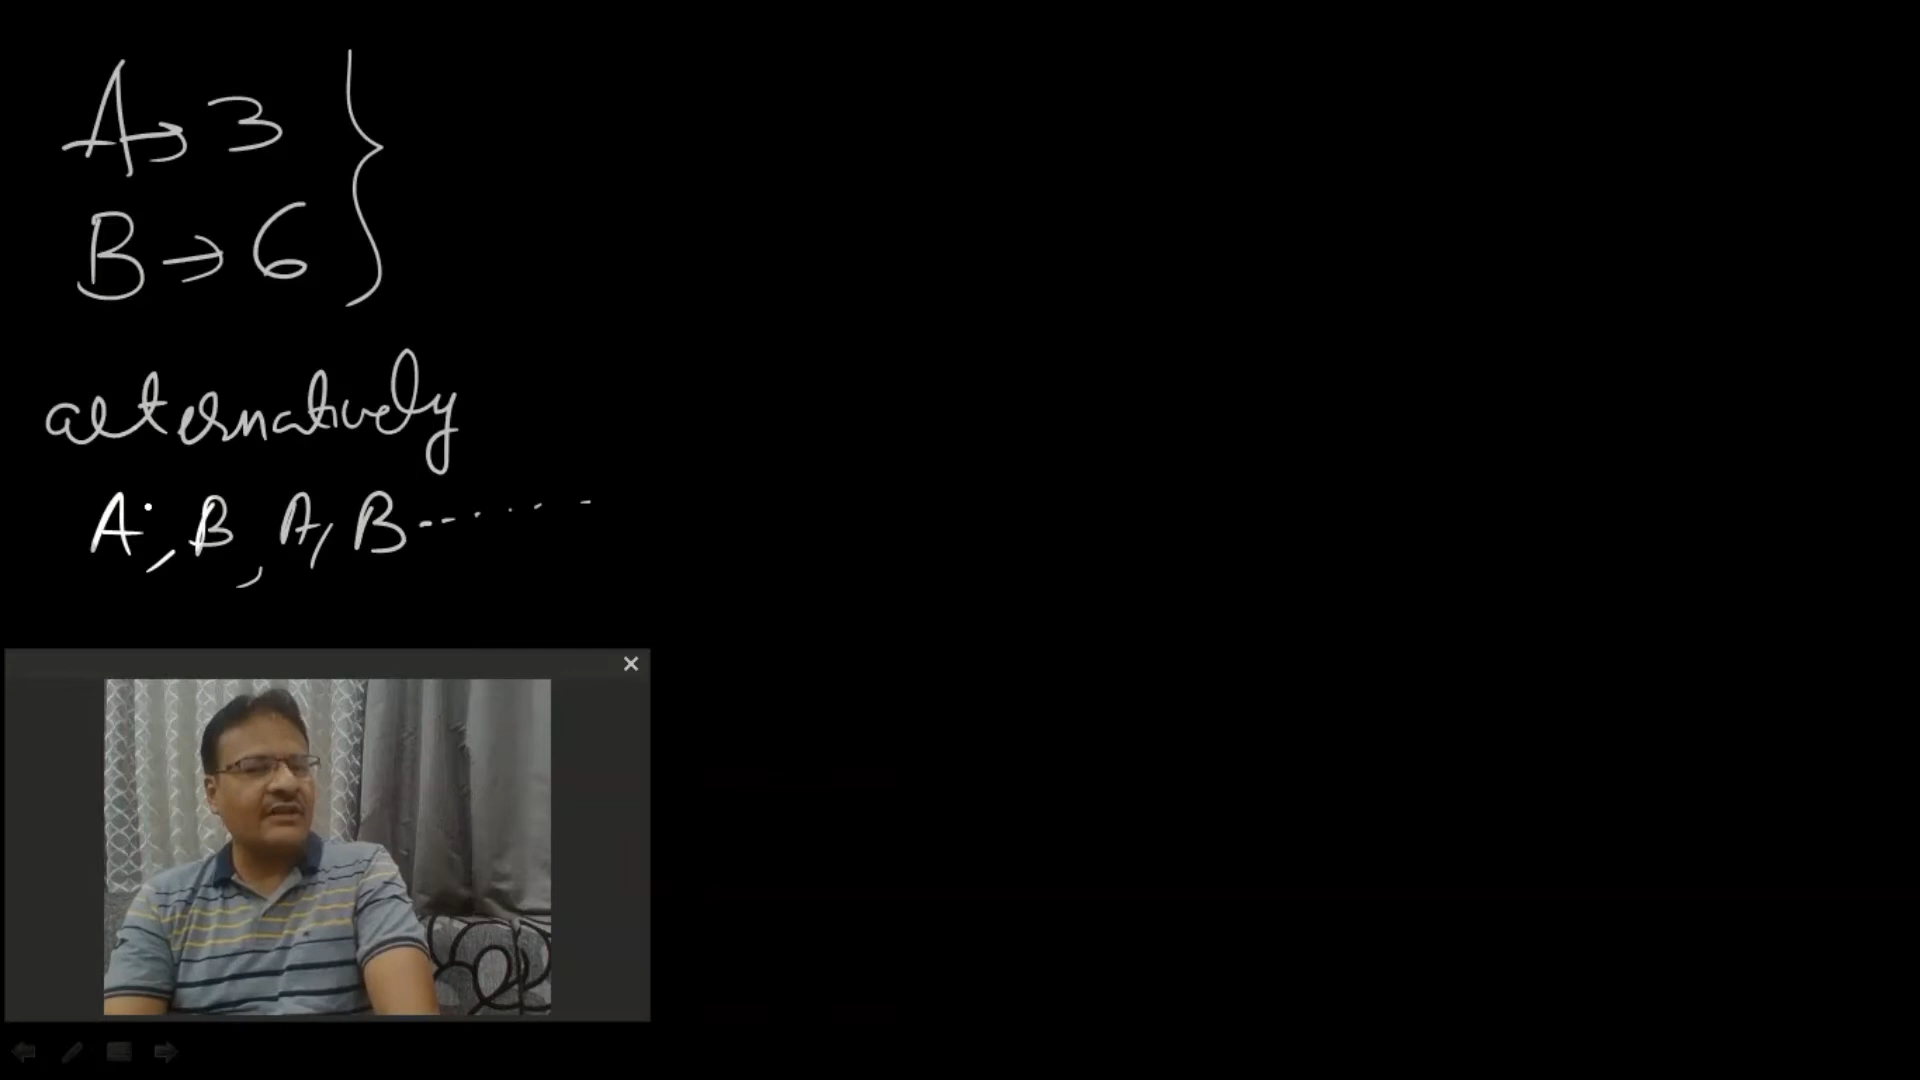 A → 3
B → 6
alternatively
A, B, A, B -- . . . .